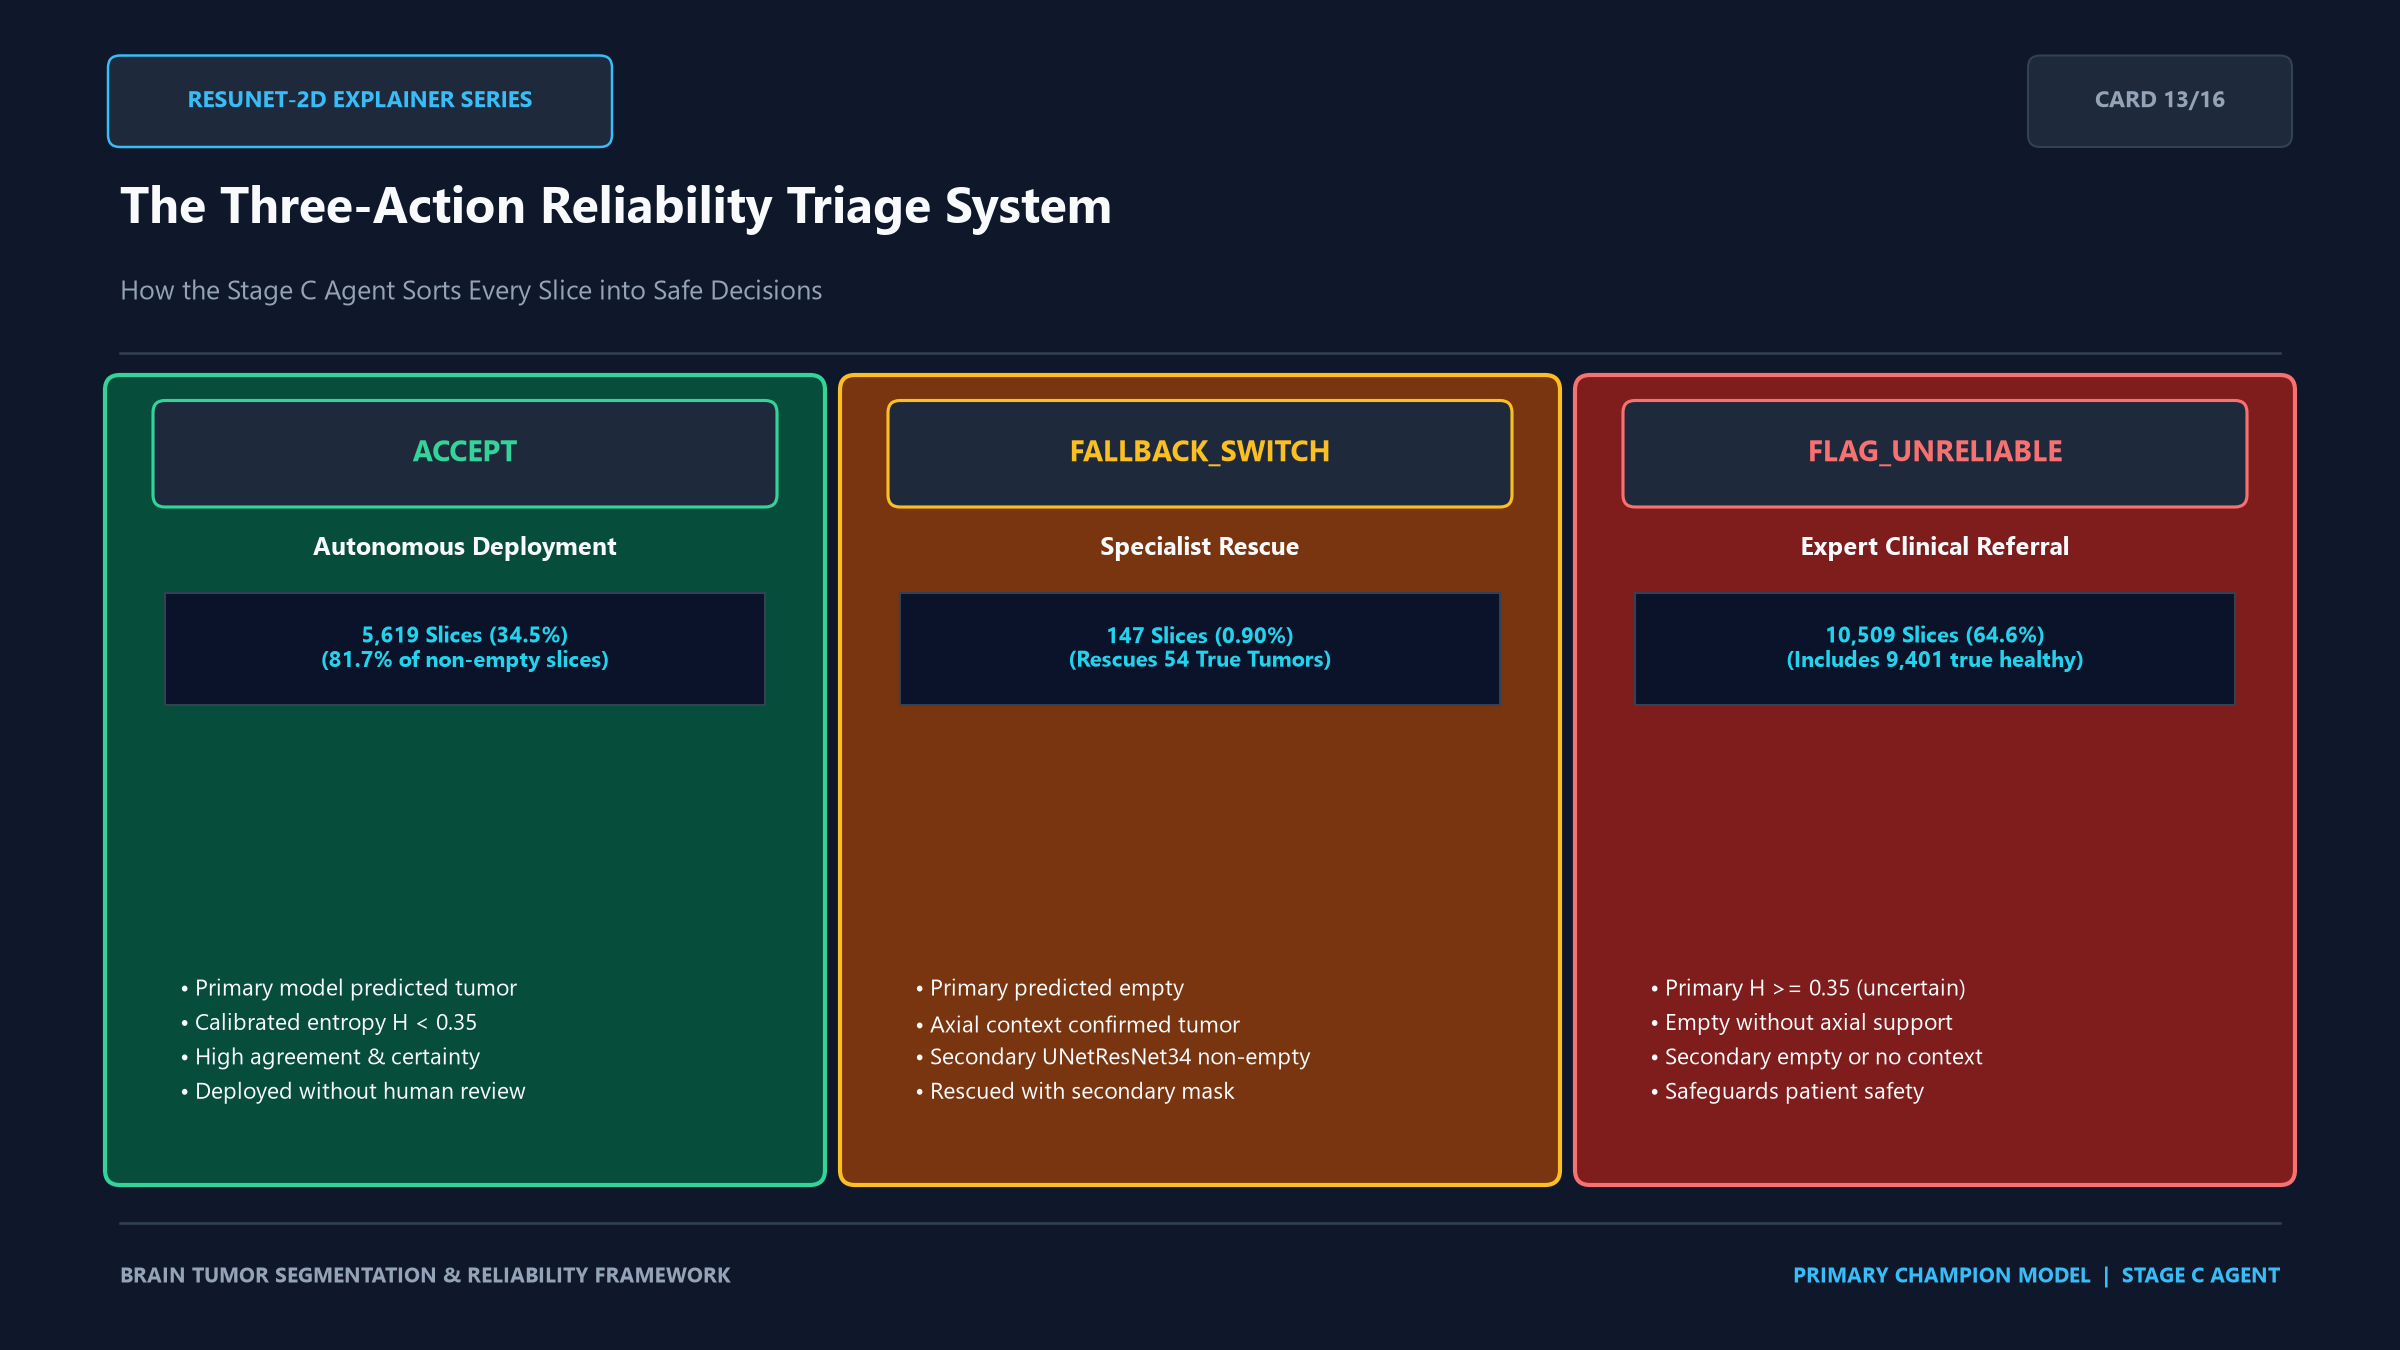 RESUNET-2D EXPLAINER SERIES
CARD 13/16
The Three-Action Reliability Triage System
How the Stage C Agent Sorts Every Slice into Safe Decisions
ACCEPT
Autonomous Deployment
5,619 Slices (34.5%)
(81.7% of non-empty slices)
• Primary model predicted tumor
• Calibrated entropy H < 0.35
• High agreement & certainty
• Deployed without human review
FALLBACK_SWITCH
Specialist Rescue
147 Slices (0.90%)
(Rescues 54 True Tumors)
• Primary predicted empty
• Axial context confirmed tumor
• Secondary UNetResNet34 non-empty
• Rescued with secondary mask
FLAG_UNRELIABLE
Expert Clinical Referral
10,509 Slices (64.6%)
(Includes 9,401 true healthy)
• Primary H >= 0.35 (uncertain)
• Empty without axial support
• Secondary empty or no context
• Safeguards patient safety
BRAIN TUMOR SEGMENTATION & RELIABILITY FRAMEWORK
PRIMARY CHAMPION MODEL | STAGE C AGENT